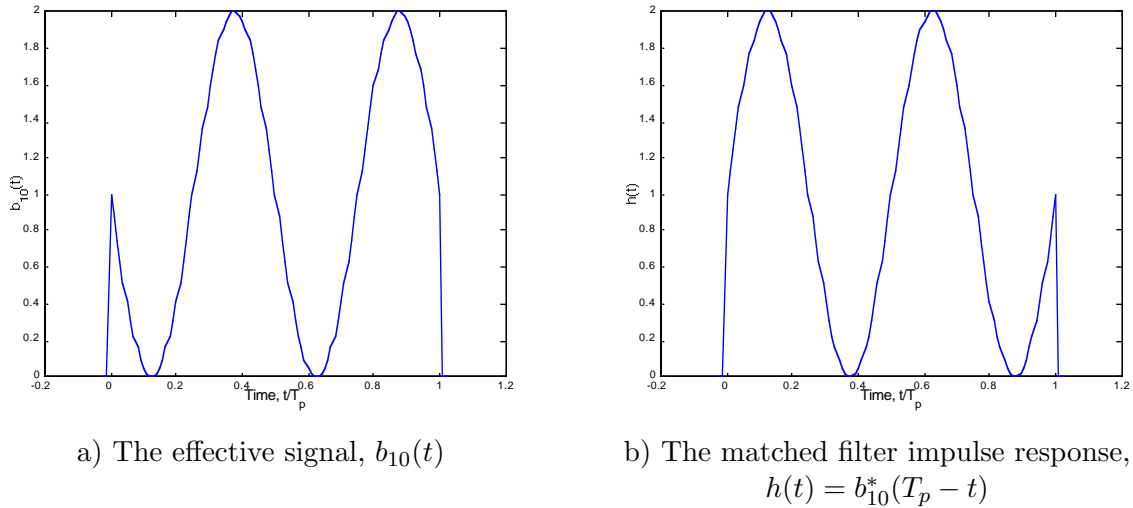 2
1.8
1.6
1.4
1.2
1
0.8
0.6
0.4
0.2
0
b₁₀(t)
-0.2 0 0.2 0.4 0.6 0.8 1 1.2
Time, t/Tₚ
2
1.8
1.6
1.4
1.2
1
0.8
0.6
0.4
0.2
0
h(t)
-0.2 0 0.2 0.4 0.6 0.8 1 1.2
Time, t/Tₚ
a) The effective signal, b₁₀(t)
b) The matched filter impulse response,
h(t) = b*₁₀(Tₚ − t)